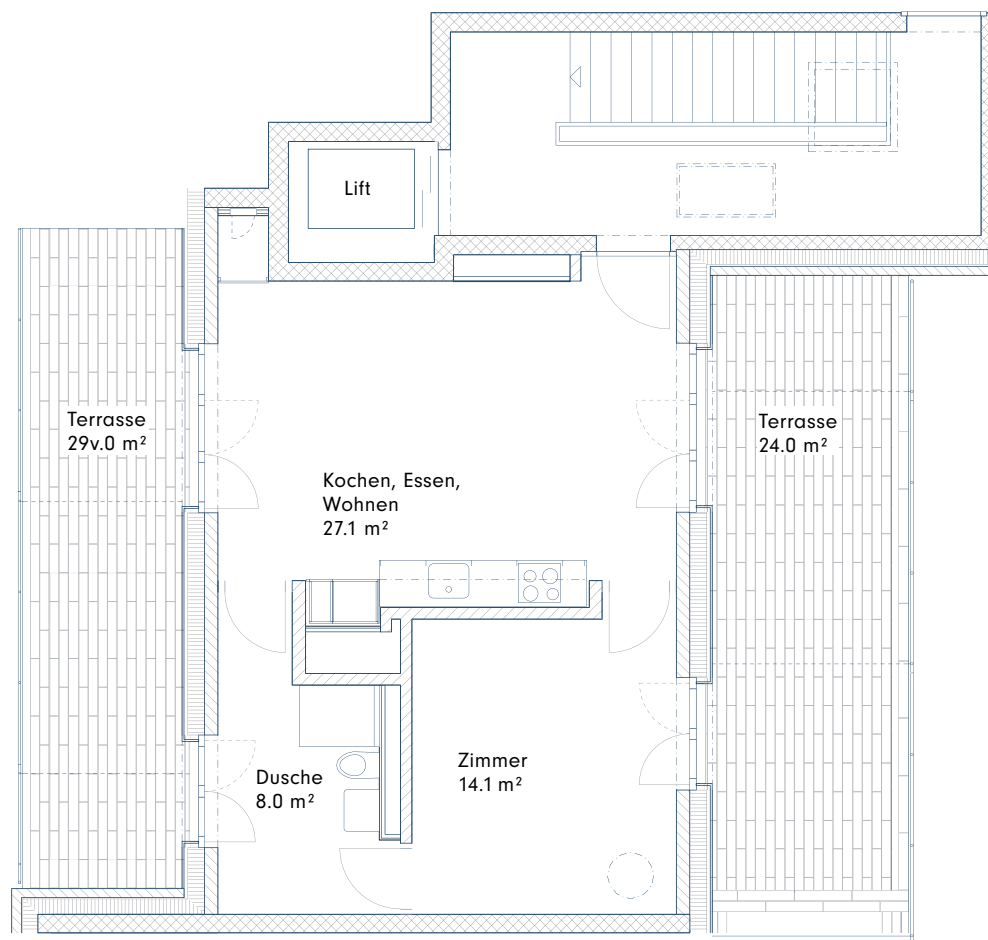 Lift
Terrasse
29v.0 m²
Terrasse
24.0 m²
Kochen, Essen,
Wohnen
27.1 m²
Dusche
8.0 m²
Zimmer
14.1 m²